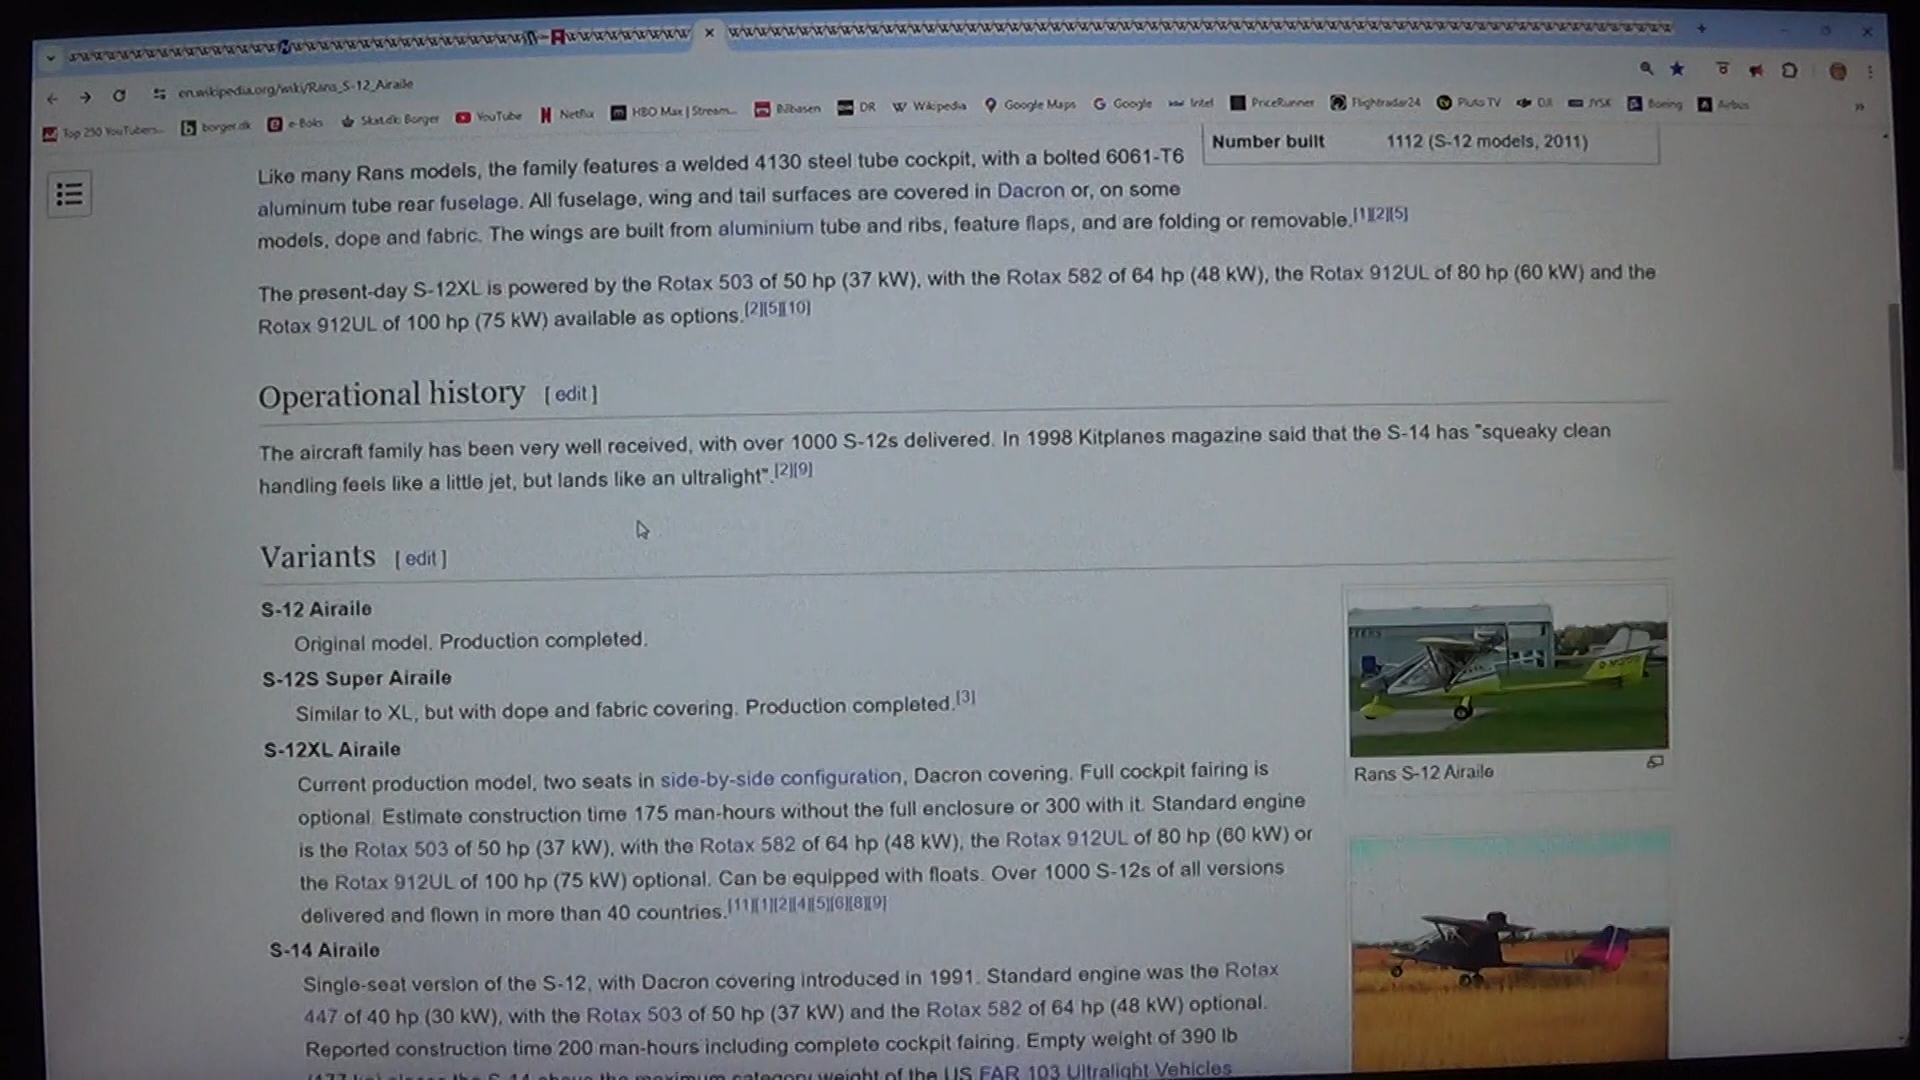 en.wikipedia.org/wiki/Rans_S-12_Airaile
Top 250 YouTubers... borger.dk e-Boks Skat.dk: Borger YouTube Netflix HBO Max | Stream... Bilbasen DR Wikipedia Google Maps Google Intel PriceRunner Flightradar24 Pluto TV DJI JYSK Boeing Airbus
Number built 1112 (S-12 models, 2011)
Like many Rans models, the family features a welded 4130 steel tube cockpit, with a bolted 6061-T6
aluminum tube rear fuselage. All fuselage, wing and tail surfaces are covered in Dacron or, on some
models, dope and fabric. The wings are built from aluminium tube and ribs, feature flaps, and are folding or removable.[1][2][5]
The present-day S-12XL is powered by the Rotax 503 of 50 hp (37 kW), with the Rotax 582 of 64 hp (48 kW), the Rotax 912UL of 80 hp (60 kW) and the
Rotax 912UL of 100 hp (75 kW) available as options.[2][5][10]
Operational history [ edit ]
The aircraft family has been very well received, with over 1000 S-12s delivered. In 1998 Kitplanes magazine said that the S-14 has "squeaky clean
handling feels like a little jet, but lands like an ultralight".[2][9]
Variants [ edit ]
S-12 Airaile
Original model. Production completed.
S-12S Super Airaile
Similar to XL, but with dope and fabric covering. Production completed.[3]
S-12XL Airaile
Current production model, two seats in side-by-side configuration, Dacron covering. Full cockpit fairing is
optional. Estimate construction time 175 man-hours without the full enclosure or 300 with it. Standard engine
is the Rotax 503 of 50 hp (37 kW), with the Rotax 582 of 64 hp (48 kW), the Rotax 912UL of 80 hp (60 kW) or
the Rotax 912UL of 100 hp (75 kW) optional. Can be equipped with floats. Over 1000 S-12s of all versions
delivered and flown in more than 40 countries.[11][1][2][4][5][6][8][9]
Rans S-12 Airaile
S-14 Airaile
Single-seat version of the S-12, with Dacron covering introduced in 1991. Standard engine was the Rotax
447 of 40 hp (30 kW), with the Rotax 503 of 50 hp (37 kW) and the Rotax 582 of 64 hp (48 kW) optional.
Reported construction time 200 man-hours including complete cockpit fairing. Empty weight of 390 lb
(177 kg) places the S-14 above the maximum category weight of the US FAR 103 Ultralight Vehicles